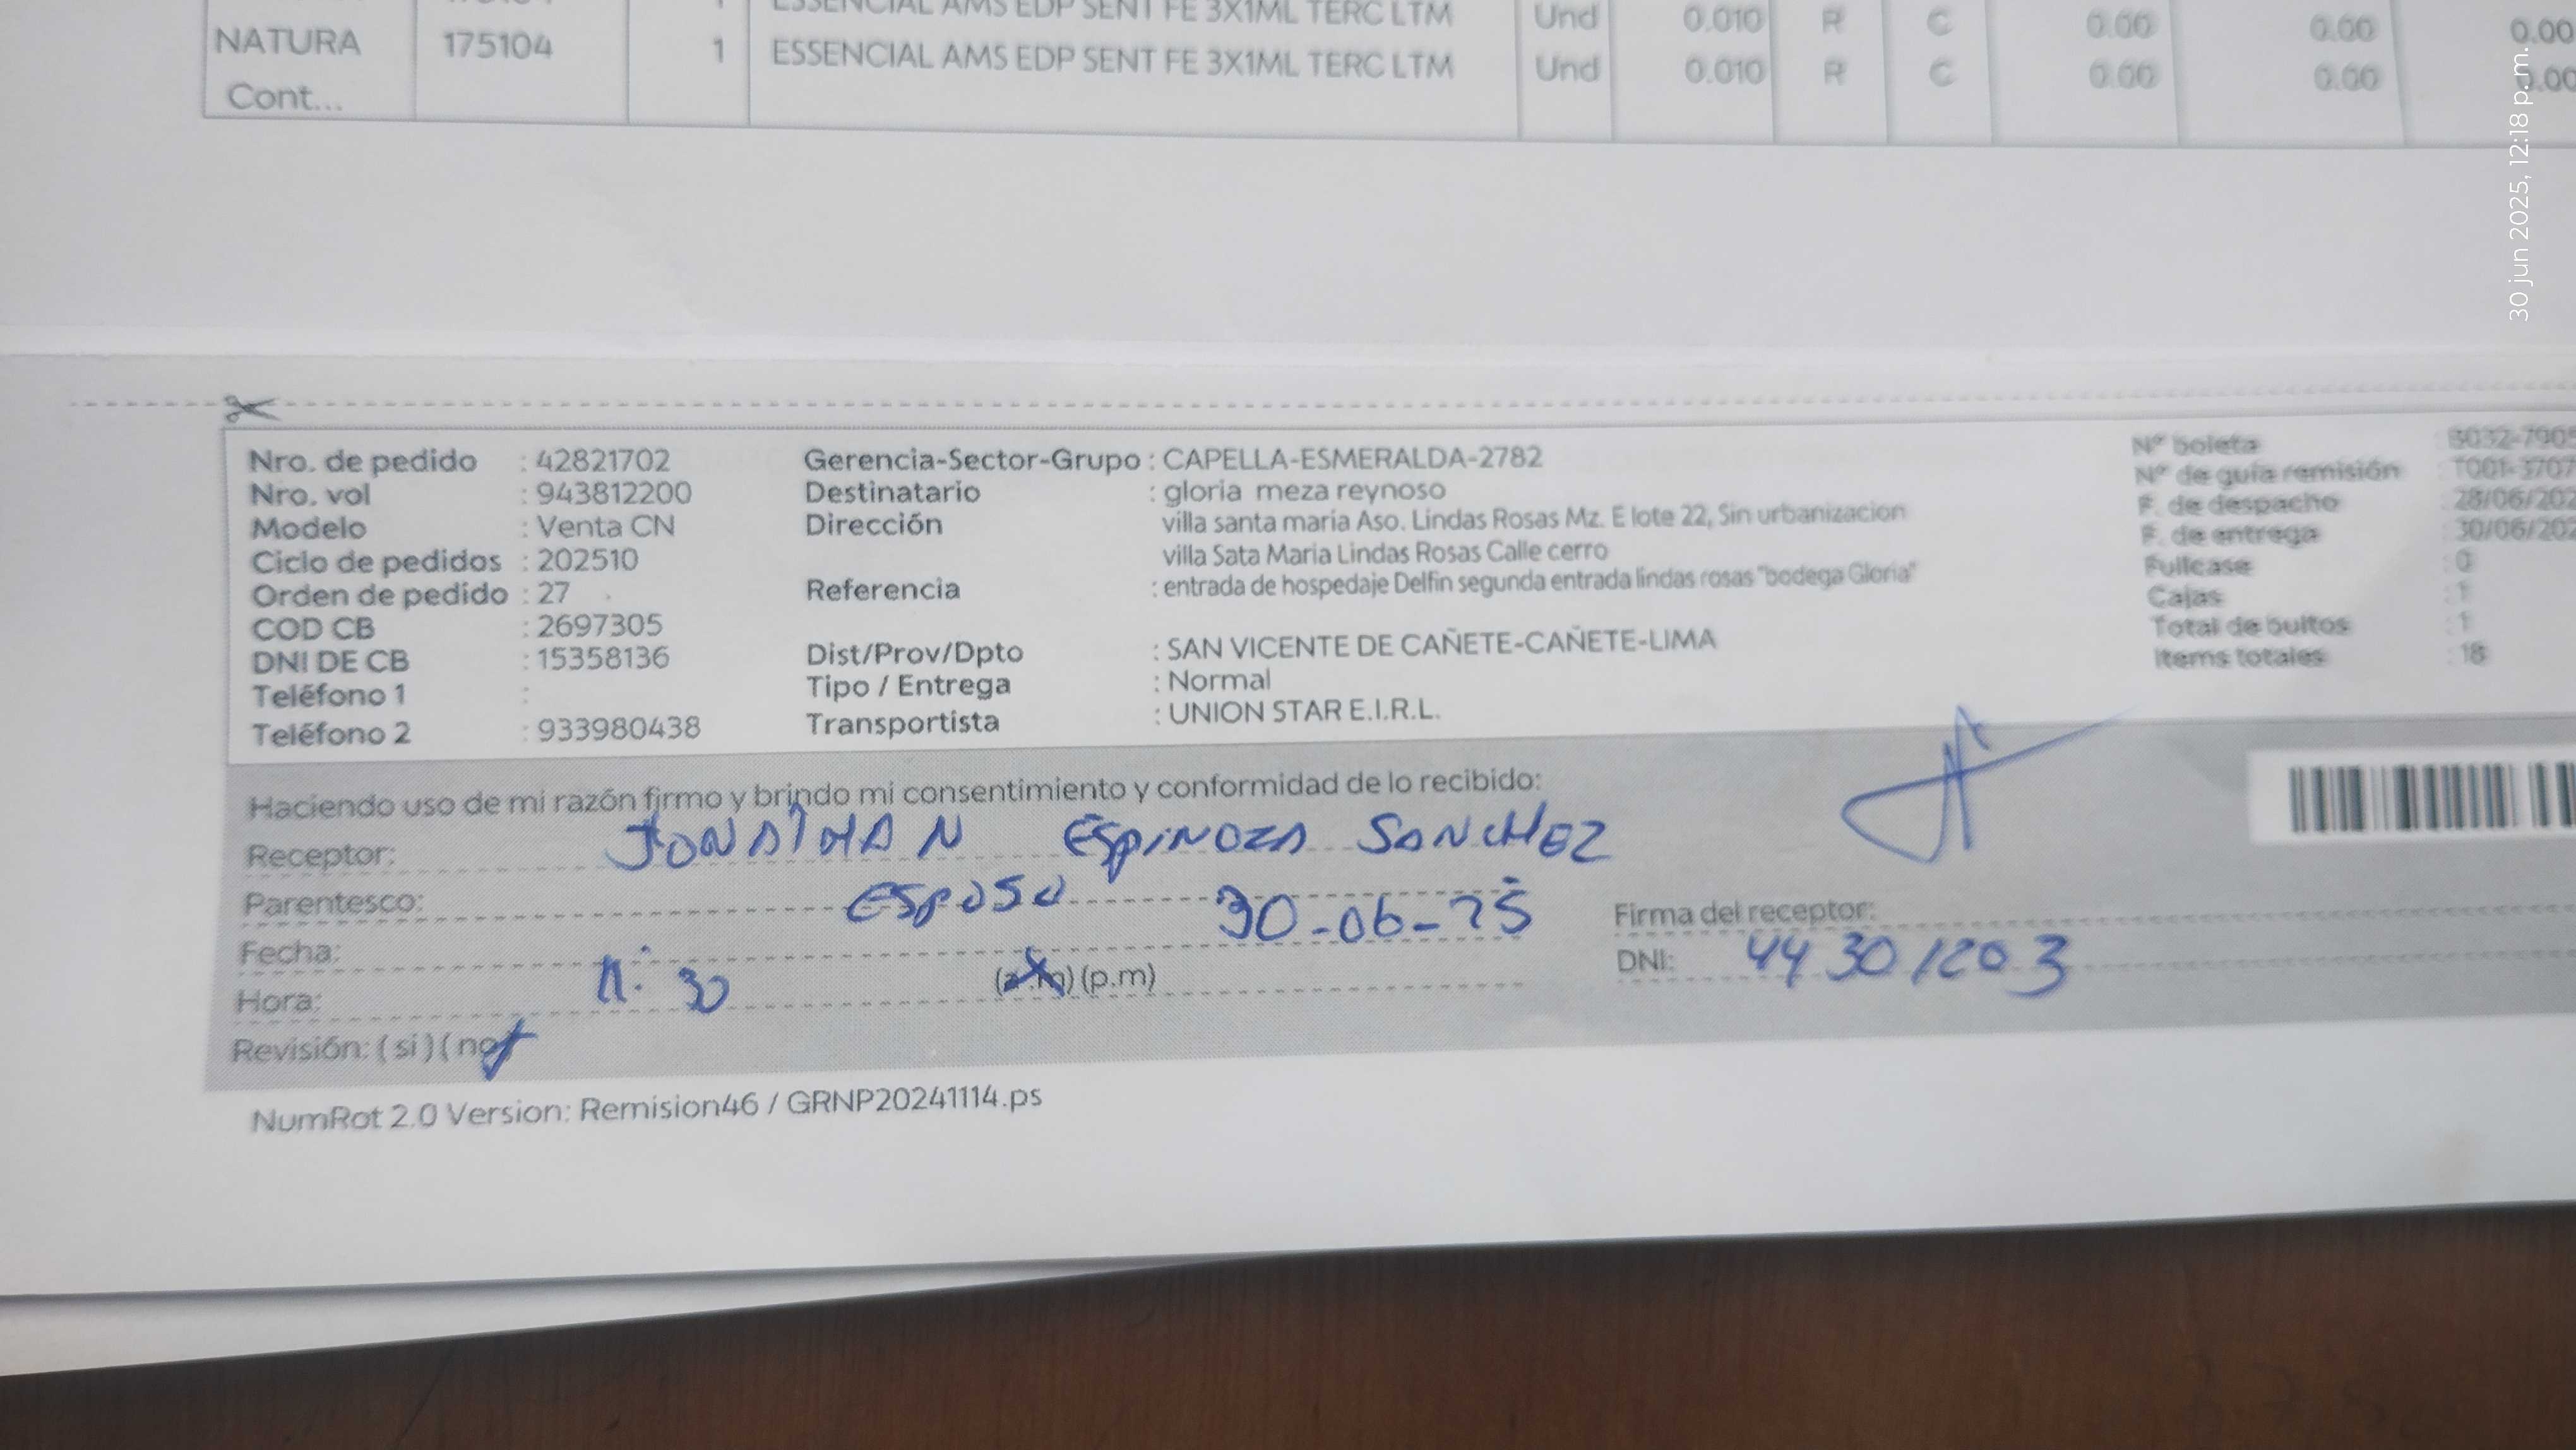 ESSENCIAL AMS EDP SENT FE 3X1ML TERC LTM Und 0.010 R C 0.00 0.00 0.00
NATURA 175104 1 ESSENCIAL AMS EDP SENT FE 3X1ML TERC LTM Und 0.010 R C 0.00 0.00 0.00
Cont...
30 jun 2025, 12:18 p.m.
Nro. de pedido : 42821702
Nro. vol : 943812200
Modelo : Venta CN
Ciclo de pedidos : 202510
Orden de pedido : 27
COD CB : 2697305
DNI DE CB : 15358136
Teléfono 1 :
Teléfono 2 : 933980438
Gerencia-Sector-Grupo : CAPELLA-ESMERALDA-2782
Destinatario : gloria meza reynoso
Dirección villa santa maria Aso. Lindas Rosas Mz. E lote 22, Sin urbanizacion
villa Sata Maria Lindas Rosas Calle cerro
Referencia : entrada de hospedaje Delfin segunda entrada lindas rosas "bodega Gloria"
Dist/Prov/Dpto : SAN VICENTE DE CAÑETE-CAÑETE-LIMA
Tipo / Entrega : Normal
Transportista : UNION STAR E.I.R.L.
Nº boleta
Nº de guía remisión
F. de despacho 28/06/202
F. de entrega 30/06/202
Fullcase : 0
Cajas : 1
Total de bultos : 1
Items totales : 18
Haciendo uso de mi razón firmo y brindo mi consentimiento y conformidad de lo recibido:
Receptor: JONATHAN ESPINOZA SANCHEZ
Parentesco: ESPOSO
Fecha: 30-06-25
Hora: 11:30 (a.m) (p.m)
Revisión: ( si ) ( no )
Firma del receptor:
DNI: 44301203
NumRot 2.0 Version: Remision46 / GRNP20241114.ps